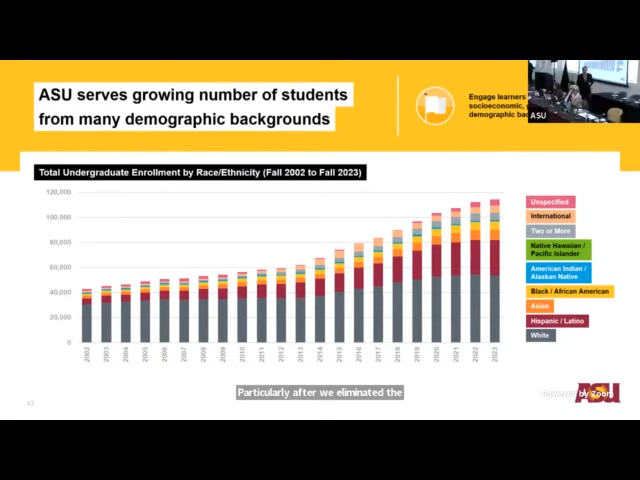 ASU serves growing number of students
from many demographic backgrounds
Engage learners
socioeconomic,
demographic
ASU
Total Undergraduate Enrollment by Race/Ethnicity (Fall 2002 to Fall 2023)
120,000
100,000
80,000
60,000
40,000
20,000
0
2002
2003
2004
2005
2006
2007
2008
2009
2010
2011
2012
2013
2014
2015
2016
2017
2018
2019
2020
2021
2022
2023
Unspecified
International
Two or More
Native Hawaiian /
Pacific Islander
American Indian /
Alaskan Native
Black / African American
Asian
Hispanic / Latino
White
Particularly after we eliminated the
Powered by Zoom
ASU
63